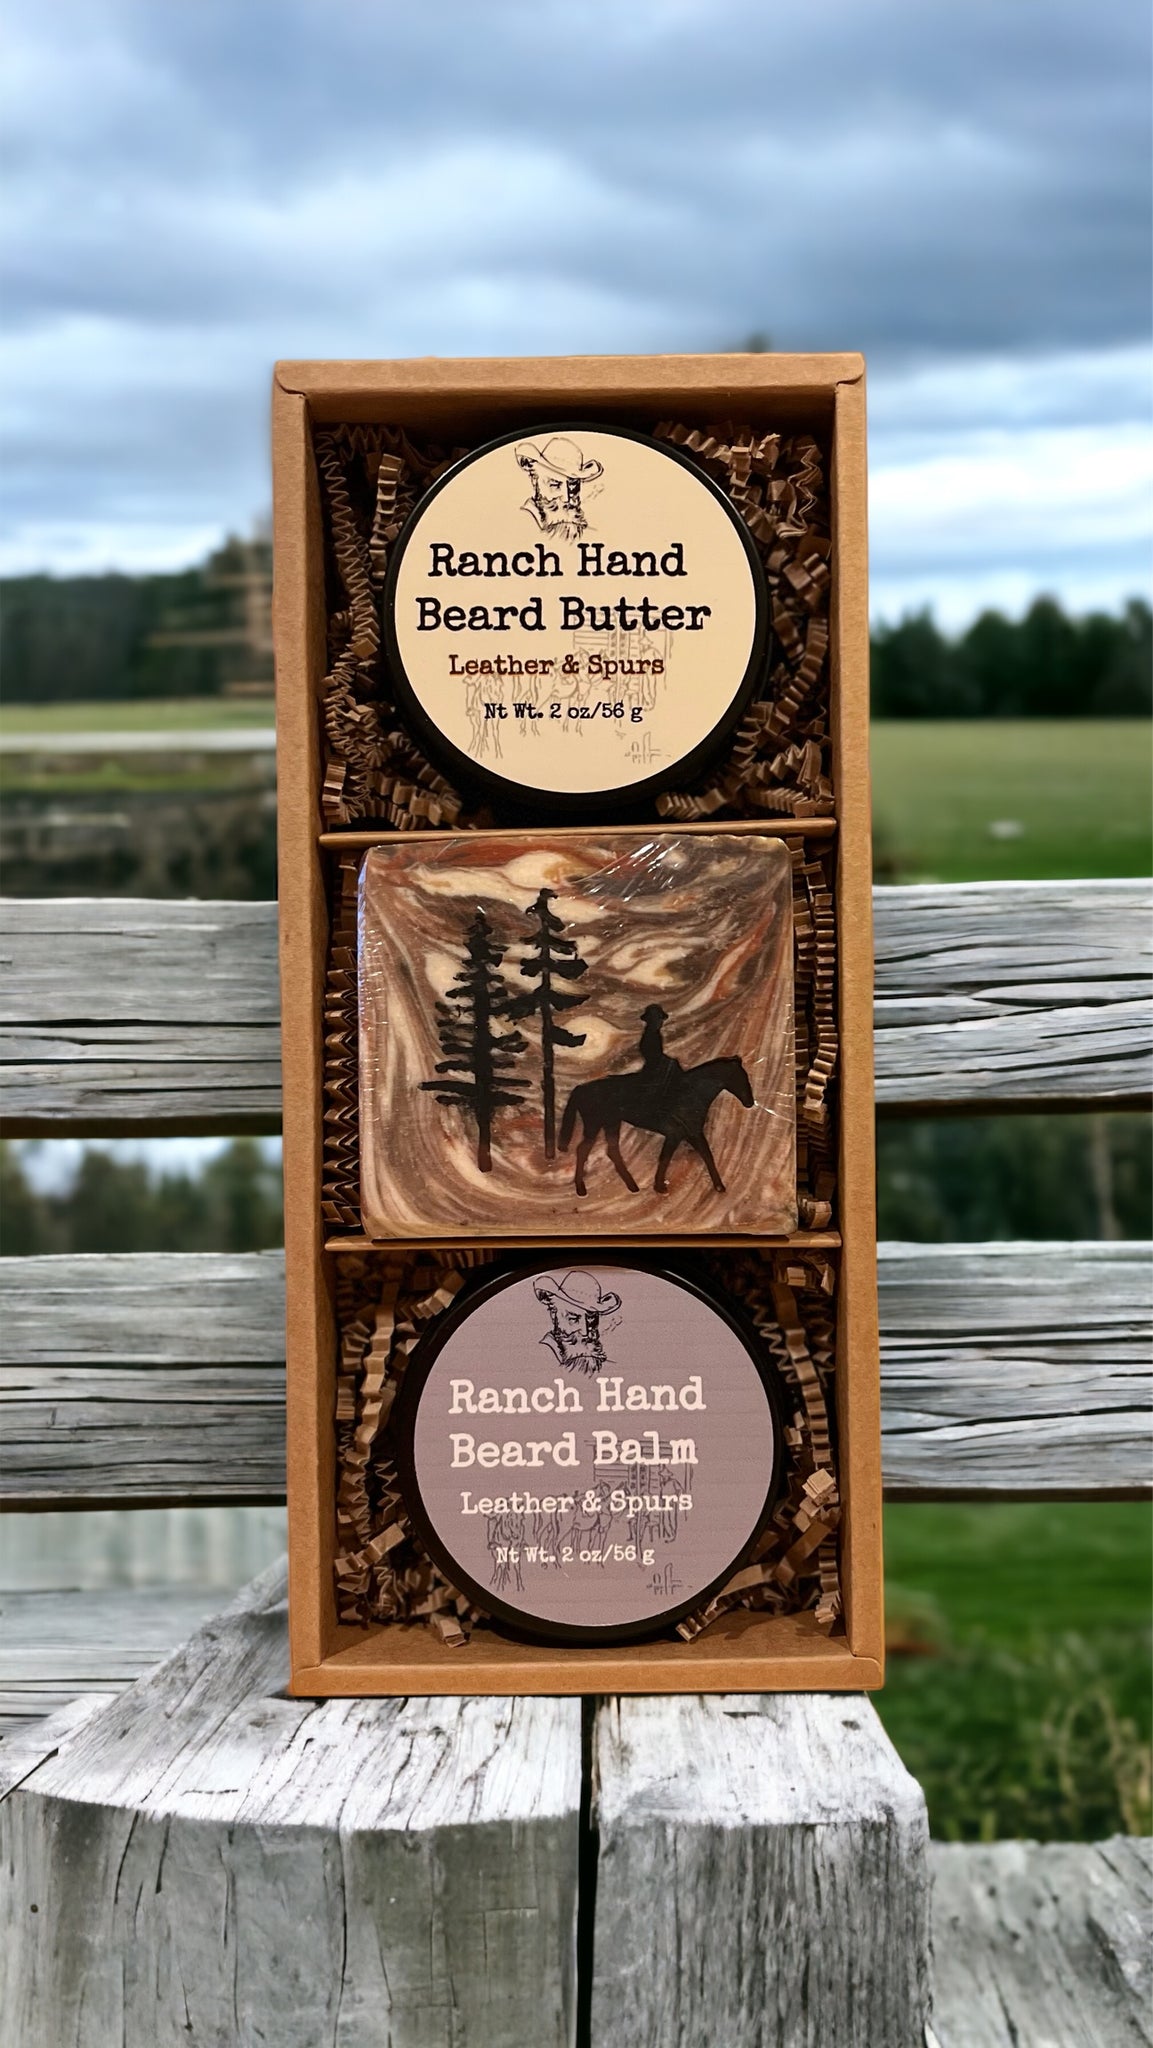 Ranch Hand
Beard Butter
Leather & Spurs
Nt Wt. 2 oz/56 g
Ranch Hand
Beard Balm
Leather & Spurs
Nt Wt. 2 oz/56 g